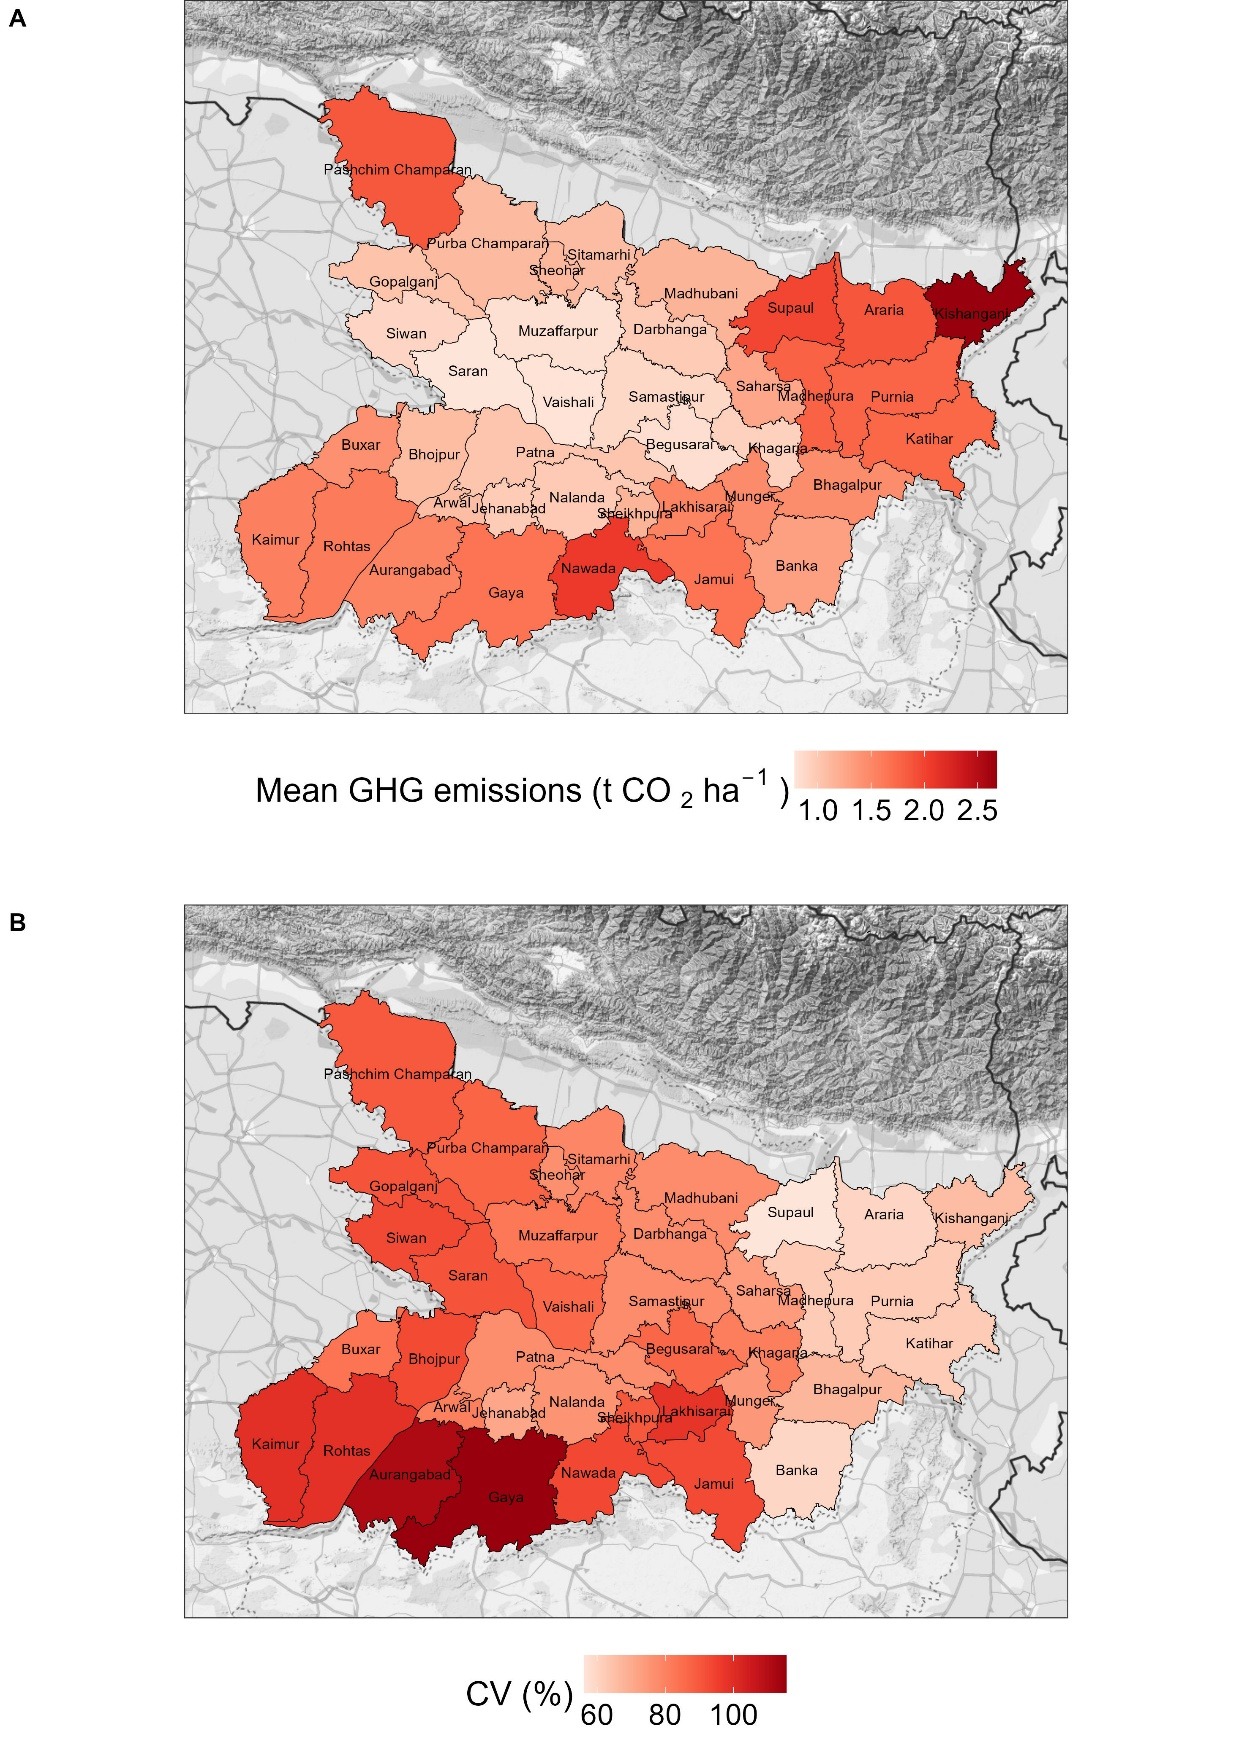 A
Pashchim Champaran
Purba Champaran
Sitamarhi
Sheohar
Gopalganj
Madhubani
Supaul
Araria
Kishanganj
Siwan
Muzaffarpur
Darbhanga
Saran
Vaishali
Samastipur
Saharsa
Madhepura
Purnia
Buxar
Bhojpur
Patna
Begusarai
Khagaria
Katihar
Arwal
Jehanabad
Nalanda
Sheikhpura
Lakhisarai
Munger
Bhagalpur
Kaimur
Rohtas
Aurangabad
Gaya
Nawada
Jamui
Banka
Mean GHG emissions (t CO 2 ha−1 )
1.0 1.5 2.0 2.5
B
Pashchim Champaran
Purba Champaran
Sitamarhi
Sheohar
Gopalganj
Madhubani
Supaul
Araria
Kishanganj
Siwan
Muzaffarpur
Darbhanga
Saran
Vaishali
Samastipur
Saharsa
Madhepura
Purnia
Buxar
Bhojpur
Patna
Begusarai
Khagaria
Katihar
Arwal
Jehanabad
Nalanda
Sheikhpura
Lakhisarai
Munger
Bhagalpur
Kaimur
Rohtas
Aurangabad
Gaya
Nawada
Jamui
Banka
CV (%)
60 80 100